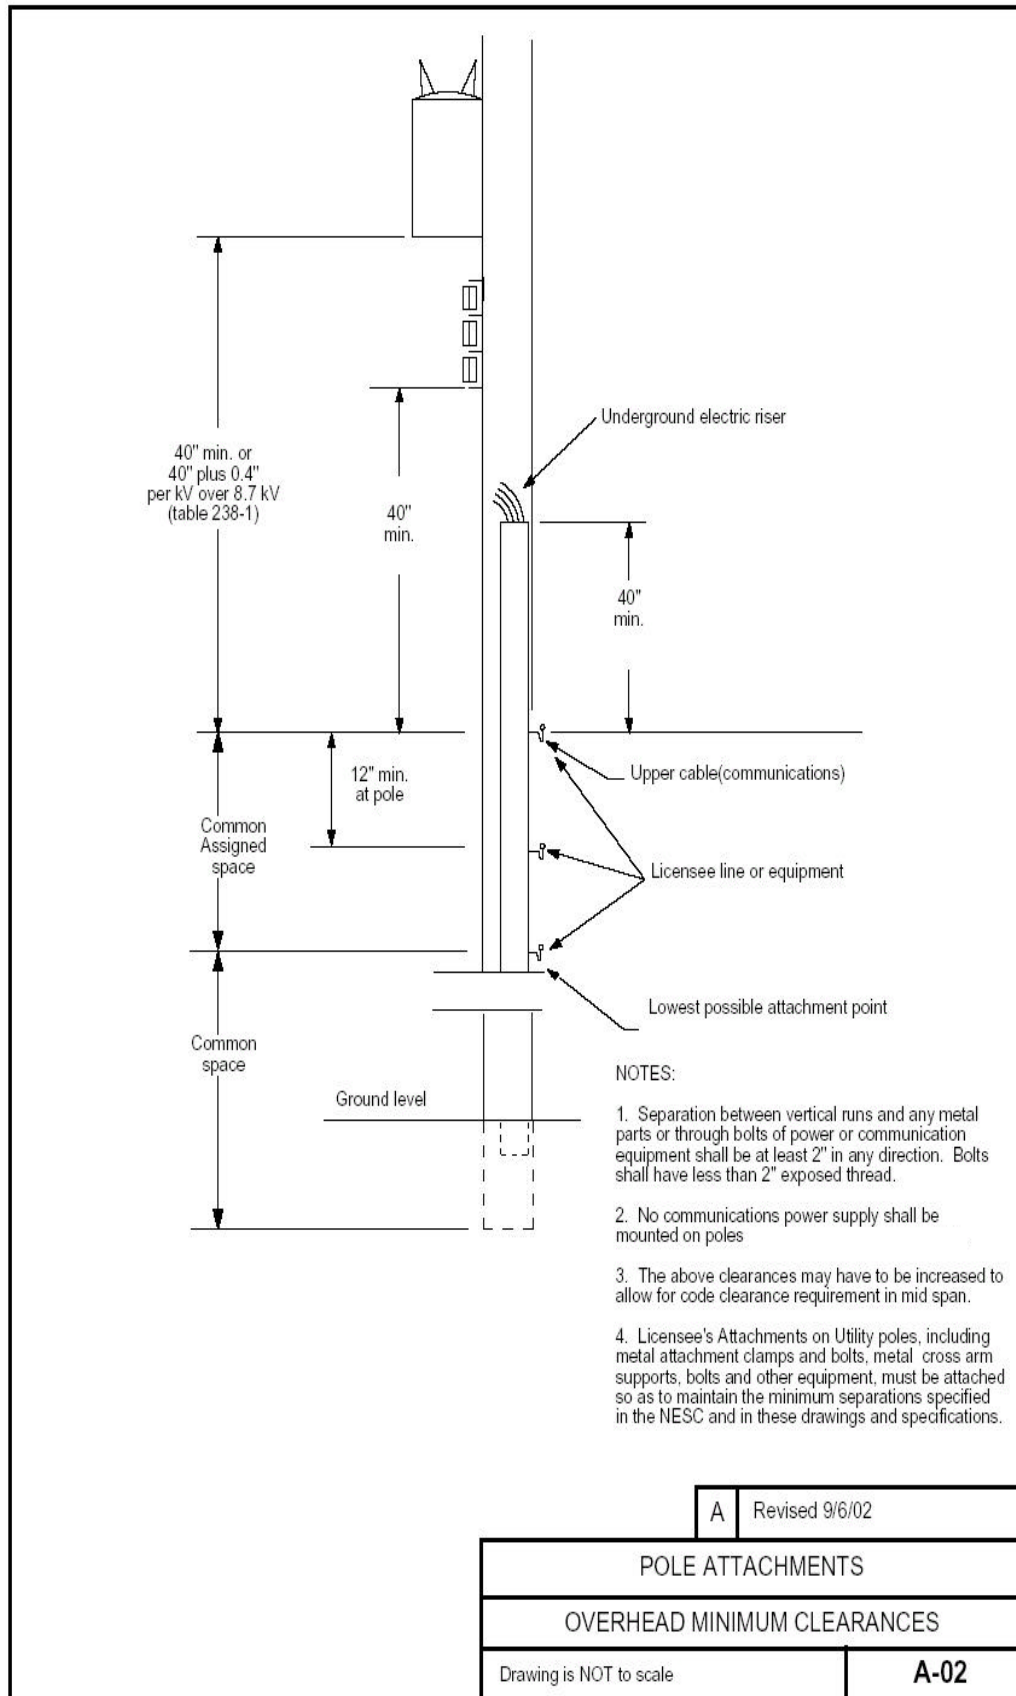 Underground electric riser
40" min. or
40" plus 0.4"
per kV over 8.7 kV
(table 238-1)
40"
min.
40"
min.
12" min.
at pole
Upper cable(communications)
Common
Assigned
space
Licensee line or equipment
Lowest possible attachment point
Common
space
Ground level
NOTES:
1. Separation between vertical runs and any metal
parts or through bolts of power or communication
equipment shall be at least 2" in any direction. Bolts
shall have less than 2" exposed thread.
2. No communications power supply shall be
mounted on poles
3. The above clearances may have to be increased to
allow for code clearance requirement in mid span.
4. Licensee's Attachments on Utility poles, including
metal attachment clamps and bolts, metal cross arm
supports, bolts and other equipment, must be attached
so as to maintain the minimum separations specified
in the NESC and in these drawings and specifications.
A Revised 9/6/02
POLE ATTACHMENTS
OVERHEAD MINIMUM CLEARANCES
Drawing is NOT to scale
A-02